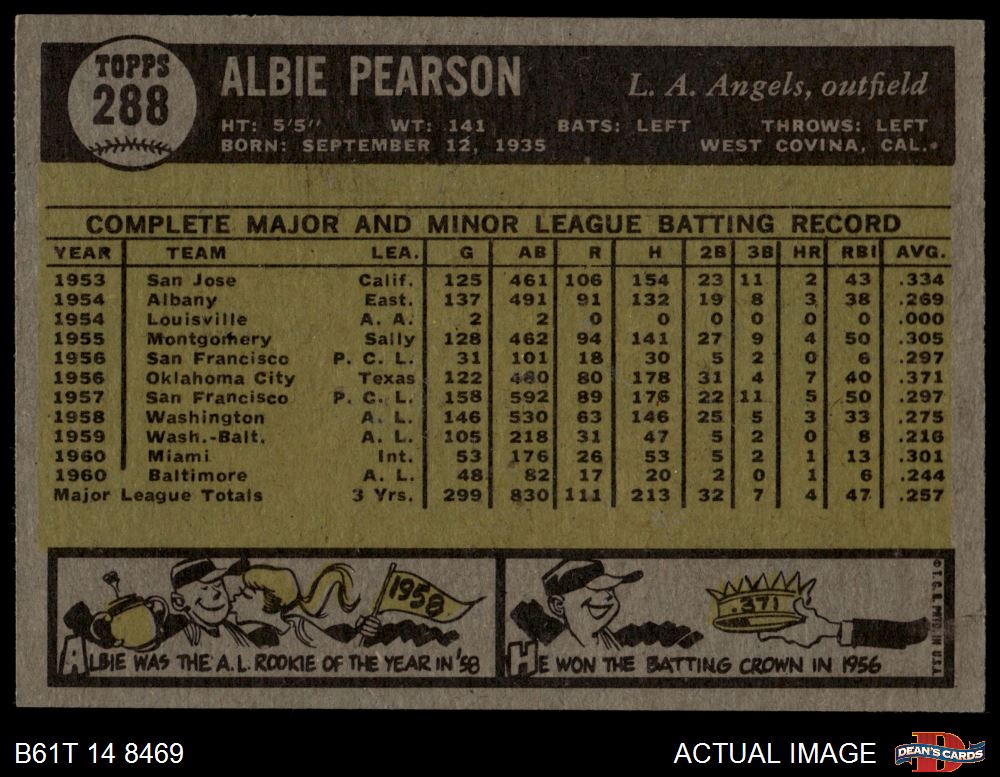 TOPPS
288
ALBIE PEARSON
L. A. Angels, outfield
HT: 5'5" WT: 141 BATS: LEFT THROWS: LEFT
BORN: SEPTEMBER 12, 1935 WEST COVINA, CAL.
COMPLETE MAJOR AND MINOR LEAGUE BATTING RECORD
YEAR TEAM LEA. G AB R H 2B 3B HR RBI AVG.
1953 San Jose Calif. 125 461 106 154 23 11 2 43 .334
1954 Albany East. 137 491 91 132 19 8 3 38 .269
1954 Louisville A. A. 2 2 0 0 0 0 0 0 .000
1955 Montgomery Sally 128 462 94 141 27 9 4 50 .305
1956 San Francisco P. C. L. 31 101 18 30 5 2 0 6 .297
1956 Oklahoma City Texas 122 480 80 178 31 4 7 40 .371
1957 San Francisco P. C. L. 158 592 89 176 22 11 5 50 .297
1958 Washington A. L. 146 530 63 146 25 5 3 33 .275
1959 Wash.-Balt. A. L. 105 218 31 47 5 2 0 8 .216
1960 Miami Int. 53 176 26 53 5 2 1 13 .301
1960 Baltimore A. L. 48 82 17 20 2 0 1 6 .244
Major League Totals 3 Yrs. 299 830 111 213 32 7 4 47 .257
1958
ALBIE WAS THE A.L. ROOKIE OF THE YEAR IN '58
.371
HE WON THE BATTING CROWN IN 1956
© T.C.G. PRTD IN U.S.A.
B61T 14 8469
ACTUAL IMAGE
DEAN'S CARDS